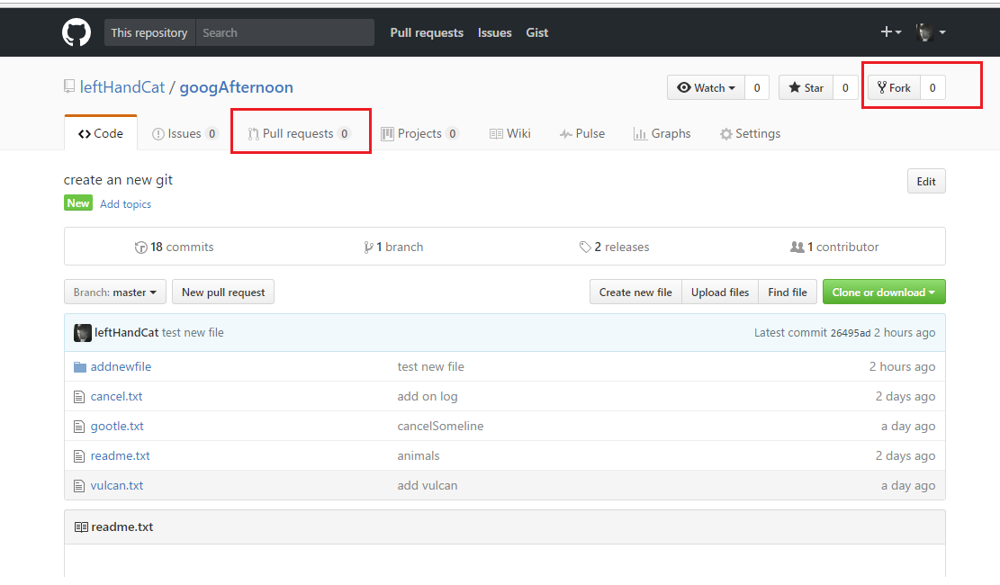 This repository Search Pull requests Issues Gist
leftHandCat / googAfternoon Watch 0 Star 0 Fork 0
Code Issues 0 Pull requests 0 Projects 0 Wiki Pulse Graphs Settings
create an new git Edit
New Add topics
18 commits 1 branch 2 releases 1 contributor
Branch: master New pull request Create new file Upload files Find file Clone or download
leftHandCat test new file Latest commit 26495ad 2 hours ago
addnewfile test new file 2 hours ago
cancel.txt add on log 2 days ago
gootle.txt cancelSomeline a day ago
readme.txt animals 2 days ago
vulcan.txt add vulcan a day ago
readme.txt